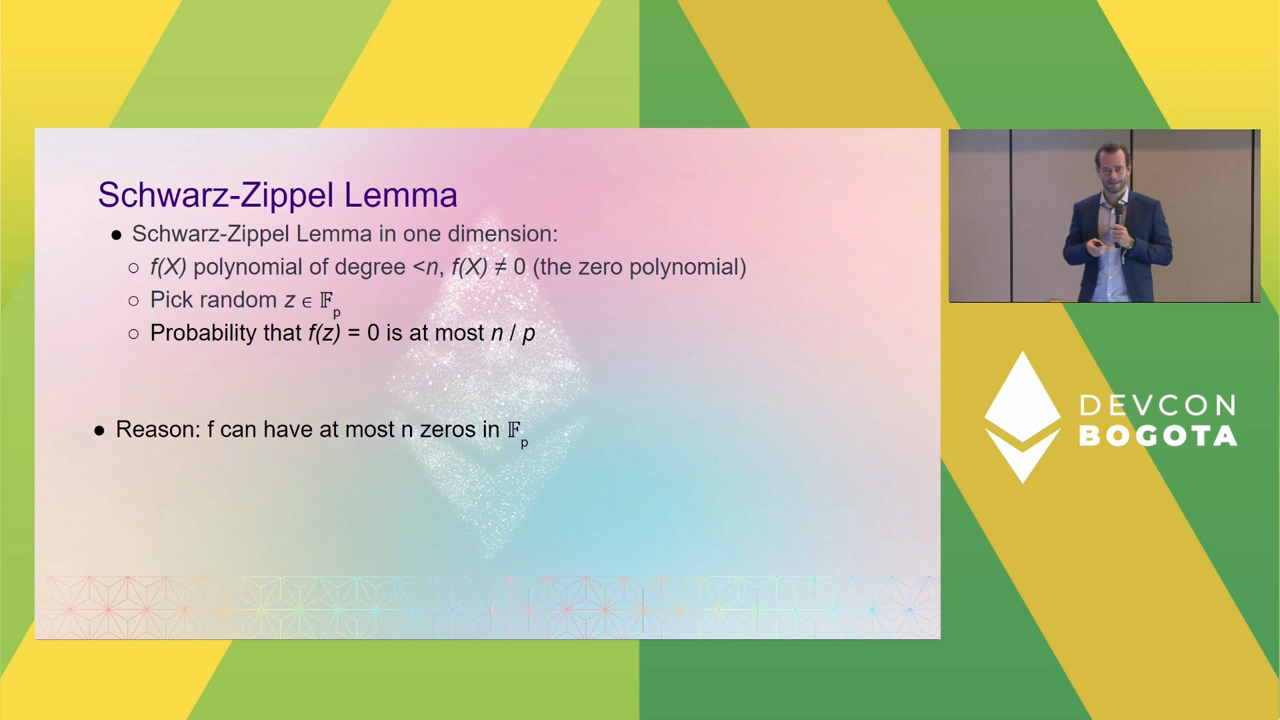 Schwarz-Zippel Lemma
● Schwarz-Zippel Lemma in one dimension:
○ f(X) polynomial of degree <n, f(X) ≠ 0 (the zero polynomial)
○ Pick random z ∈ 𝔽p
○ Probability that f(z) = 0 is at most n / p
● Reason: f can have at most n zeros in 𝔽p
DEVCON
BOGOTA